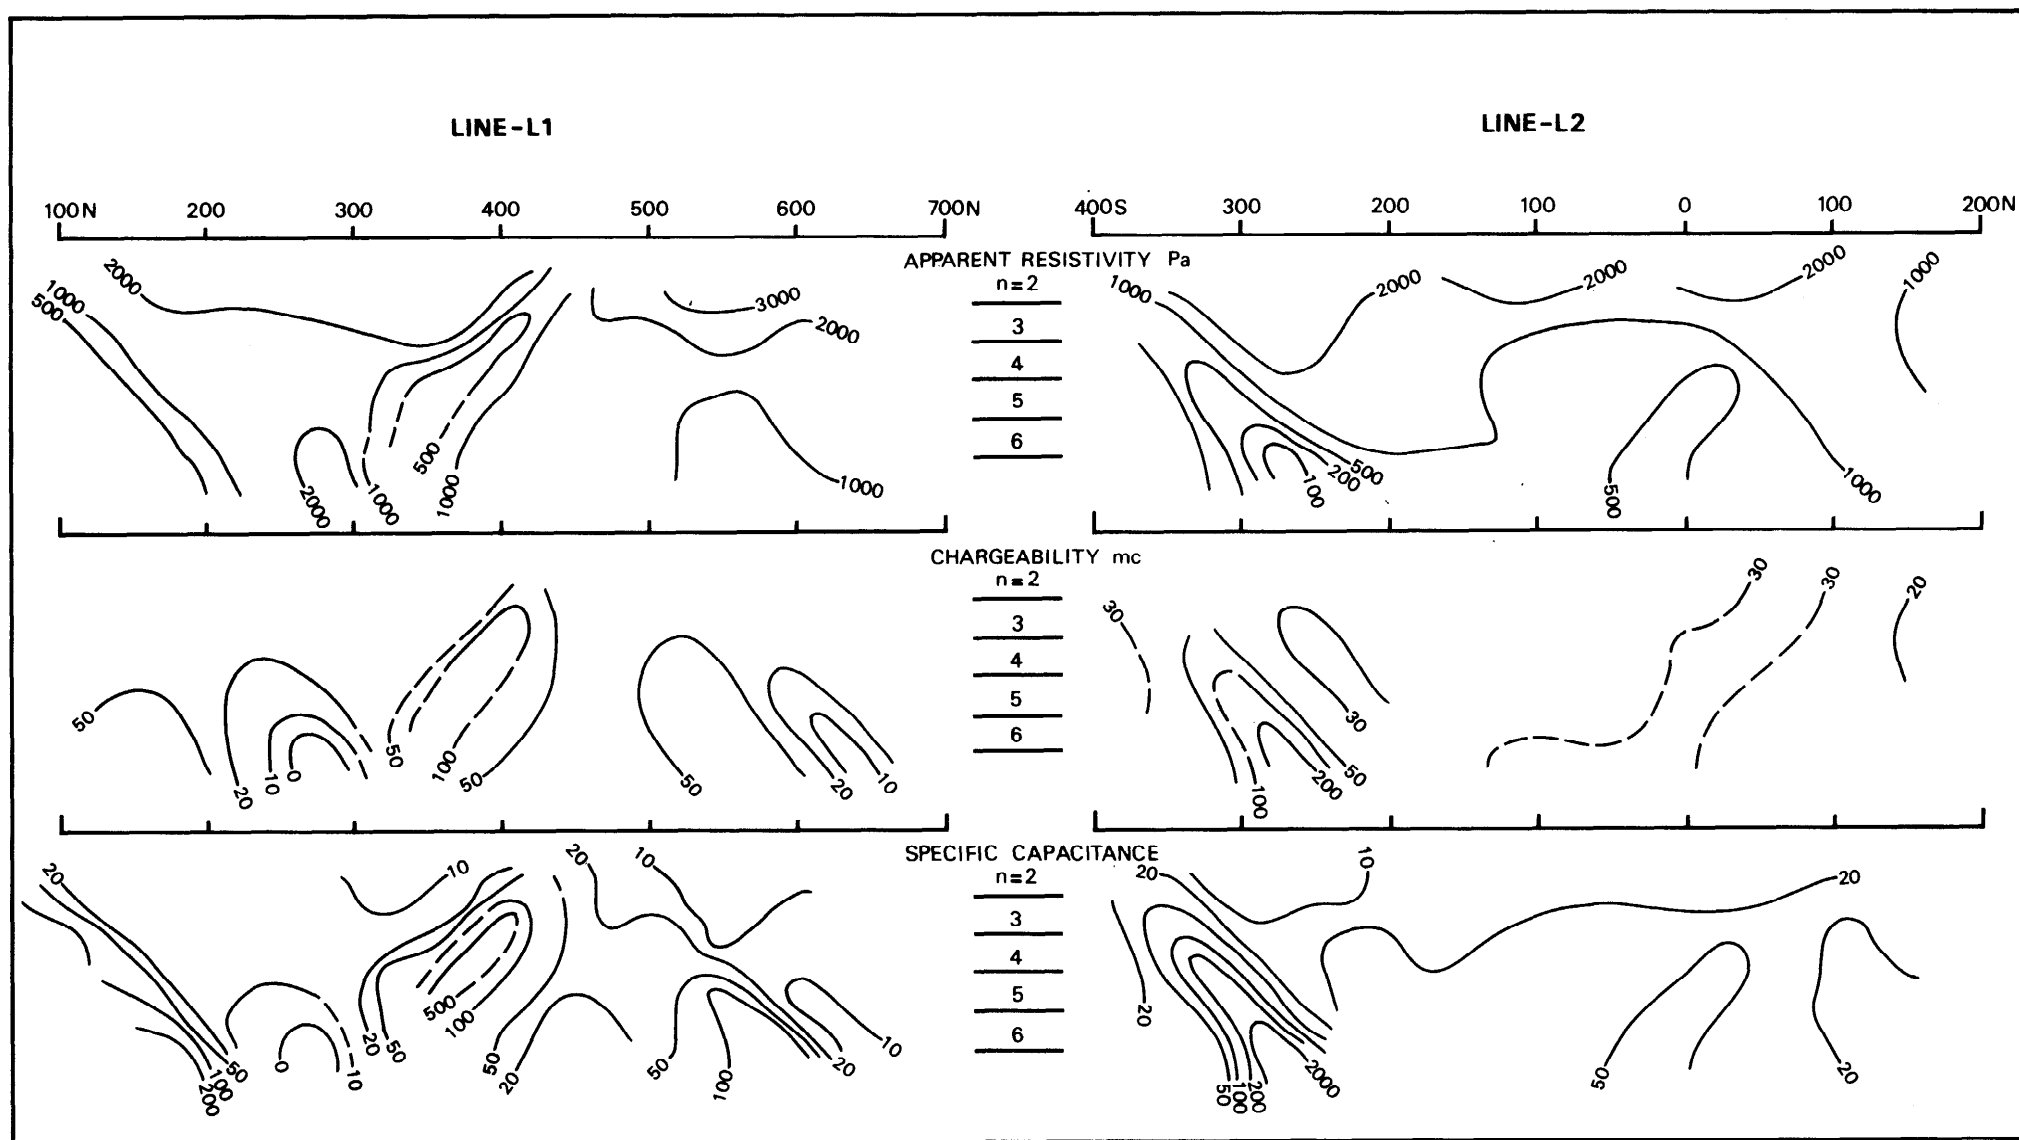 LINE-L1 LINE-L2
100N 200 300 400 500 600 700N 400S 300 200 100 0 100 200N
APPARENT RESISTIVITY Pa
n=2
3
4
5
6
2000 1000 500 3000 2000 500 1000 2000 1000 1000
1000 2000 2000 2000 1000 500 200 100 500 1000
CHARGEABILITY mc
n=2
3
4
5
6
50 20 10 0 50 100 50 50 20 10
30 30 50 200 100 30 30 20
SPECIFIC CAPACITANCE
n=2
3
4
5
6
20 10 20 10 50 100 200 0 10 20 50 500 100 50 20 50 100 20 10
20 10 20 20 50 100 200 2000 50 20